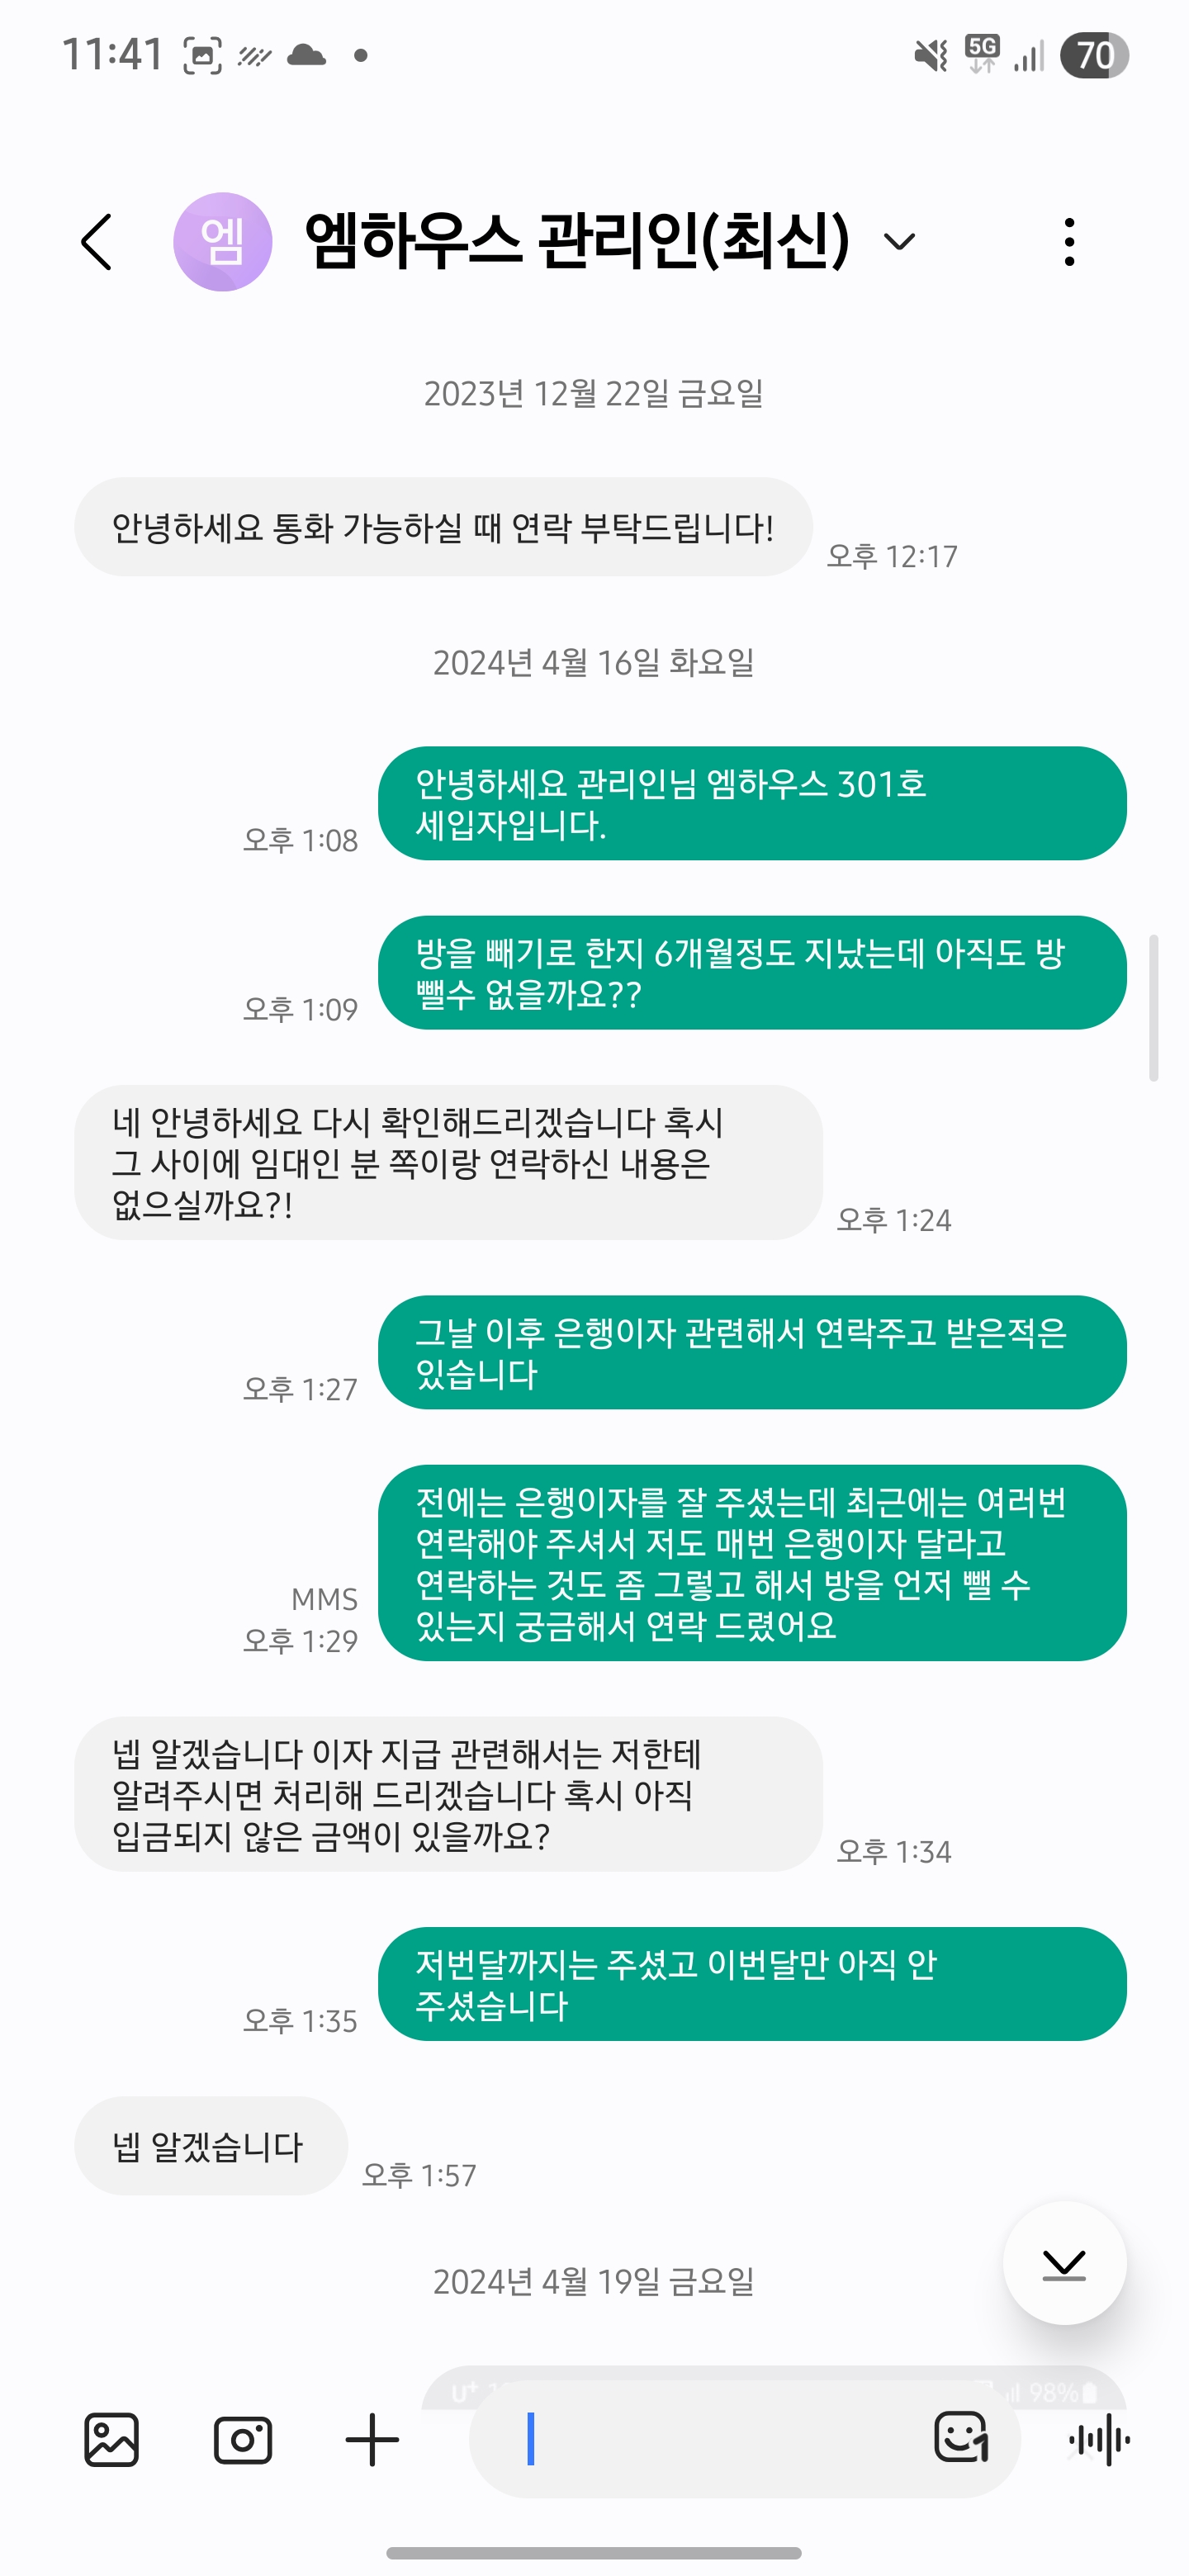 11:41
5G
70
엠
엠하우스 관리인(최신)
2023년 12월 22일 금요일
안녕하세요 통화 가능하실 때 연락 부탁드립니다!
오후 12:17
2024년 4월 16일 화요일
안녕하세요 관리인님 엠하우스 301호
세입자입니다.
오후 1:08
방을 빼기로 한지 6개월정도 지났는데 아직도 방
뺄수 없을까요??
오후 1:09
네 안녕하세요 다시 확인해드리겠습니다 혹시
그 사이에 임대인 분 쪽이랑 연락하신 내용은
없으실까요?!
오후 1:24
그날 이후 은행이자 관련해서 연락주고 받은적은
있습니다
오후 1:27
전에는 은행이자를 잘 주셨는데 최근에는 여러번
연락해야 주셔서 저도 매번 은행이자 달라고
연락하는 것도 좀 그렇고 해서 방을 언저 뺄 수
있는지 궁금해서 연락 드렸어요
MMS
오후 1:29
넵 알겠습니다 이자 지급 관련해서는 저한테
알려주시면 처리해 드리겠습니다 혹시 아직
입금되지 않은 금액이 있을까요?
오후 1:34
저번달까지는 주셨고 이번달만 아직 안
주셨습니다
오후 1:35
넵 알겠습니다
오후 1:57
2024년 4월 19일 금요일
U+
98%